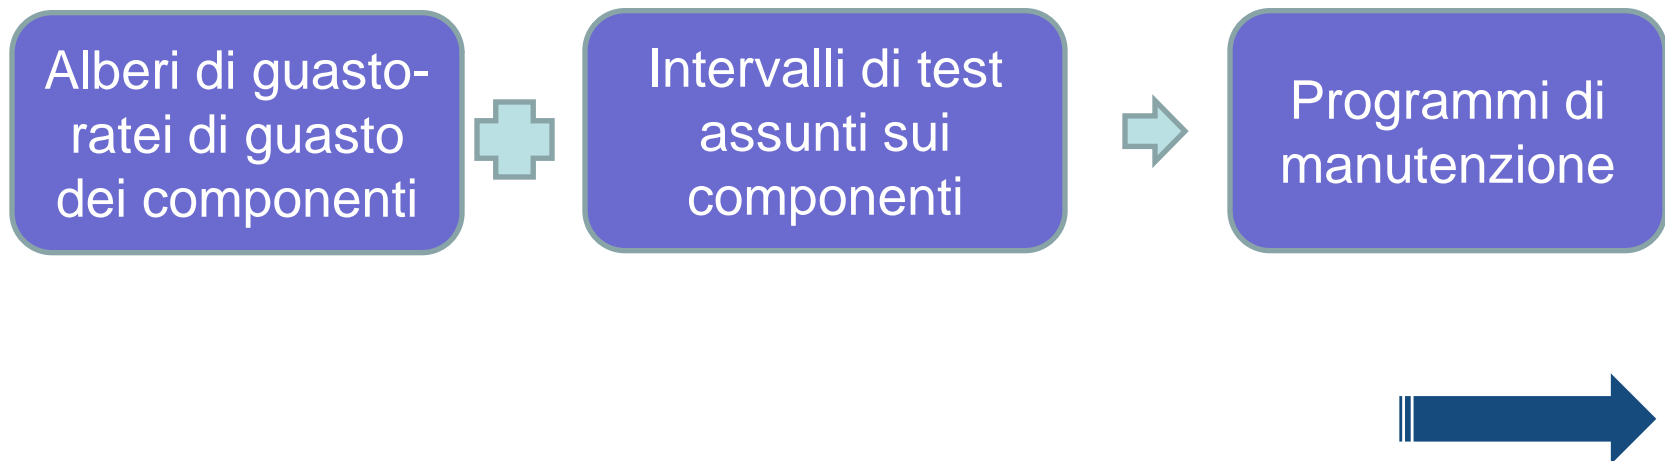 Alberi di guasto-
ratei di guasto
dei componenti
Intervalli di test
assunti sui
componenti
Programmi di
manutenzione